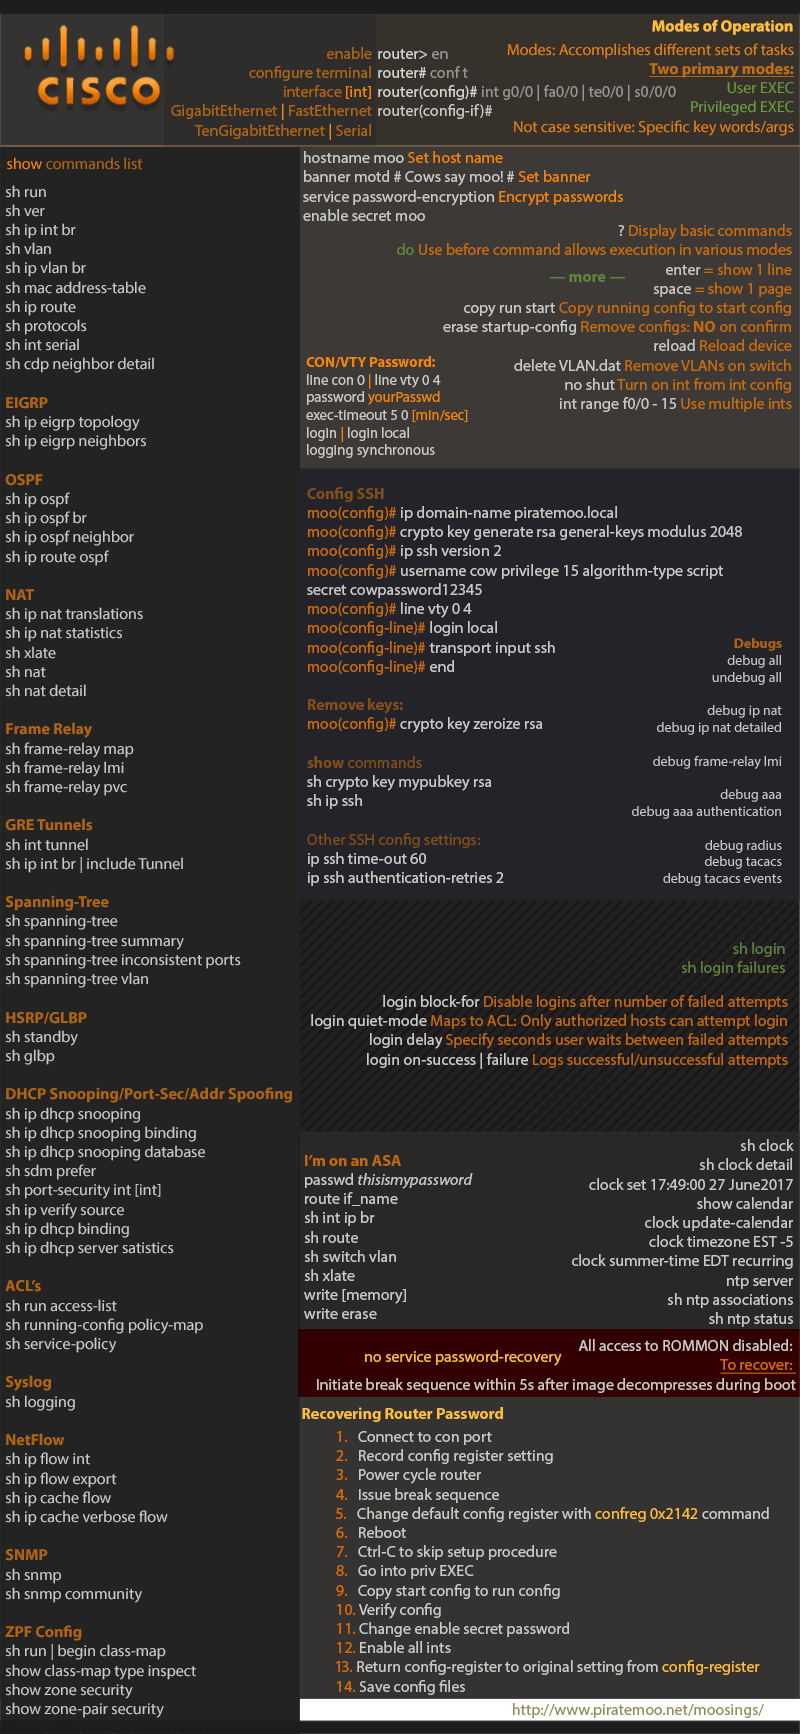 CISCO
enable router> en
configure terminal router# conf t
interface [int] router(config)# int g0/0 | fa0/0 | te0/0 | s0/0/0
GigabitEthernet | FastEthernet router(config-if)#
TenGigabitEthernet | Serial
Modes of Operation
Modes: Accomplishes different sets of tasks
Two primary modes:
User EXEC
Privileged EXEC
Not case sensitive: Specific key words/args
show commands list
sh run
sh ver
sh ip int br
sh vlan
sh ip vlan br
sh mac address-table
sh ip route
sh protocols
sh int serial
sh cdp neighbor detail
EIGRP
sh ip eigrp topology
sh ip eigrp neighbors
OSPF
sh ip ospf
sh ip ospf br
sh ip ospf neighbor
sh ip route ospf
NAT
sh ip nat translations
sh ip nat statistics
sh xlate
sh nat
sh nat detail
Frame Relay
sh frame-relay map
sh frame-relay lmi
sh frame-relay pvc
GRE Tunnels
sh int tunnel
sh ip int br | include Tunnel
Spanning-Tree
sh spanning-tree
sh spanning-tree summary
sh spanning-tree inconsistent ports
sh spanning-tree vlan
HSRP/GLBP
sh standby
sh glbp
DHCP Snooping/Port-Sec/Addr Spoofing
sh ip dhcp snooping
sh ip dhcp snooping binding
sh ip dhcp snooping database
sh sdm prefer
sh port-security int [int]
sh ip verify source
sh ip dhcp binding
sh ip dhcp server satistics
ACL's
sh run access-list
sh running-config policy-map
sh service-policy
Syslog
sh logging
NetFlow
sh ip flow int
sh ip flow export
sh ip cache flow
sh ip cache verbose flow
SNMP
sh snmp
sh snmp community
ZPF Config
sh run | begin class-map
show class-map type inspect
show zone security
show zone-pair security
hostname moo Set host name
banner motd # Cows say moo! # Set banner
service password-encryption Encrypt passwords
enable secret moo
? Display basic commands
do Use before command allows execution in various modes
— more —
enter = show 1 line
space = show 1 page
copy run start Copy running config to start config
erase startup-config Remove configs: NO on confirm
reload Reload device
delete VLAN.dat Remove VLANs on switch
no shut Turn on int from int config
int range f0/0 - 15 Use multiple ints
CON/VTY Password:
line con 0 | line vty 0 4
password yourPasswd
exec-timeout 5 0 [min/sec]
login | login local
logging synchronous
Config SSH
moo(config)# ip domain-name piratemoo.local
moo(config)# crypto key generate rsa general-keys modulus 2048
moo(config)# ip ssh version 2
moo(config)# username cow privilege 15 algorithm-type script
secret cowpassword12345
moo(config)# line vty 0 4
moo(config-line)# login local
moo(config-line)# transport input ssh
moo(config-line)# end
Remove keys:
moo(config)# crypto key zeroize rsa
show commands
sh crypto key mypubkey rsa
sh ip ssh
Other SSH config settings:
ip ssh time-out 60
ip ssh authentication-retries 2
Debugs
debug all
undebug all
debug ip nat
debug ip nat detailed
debug frame-relay lmi
debug aaa
debug aaa authentication
debug radius
debug tacacs
debug tacacs events
sh login
sh login failures
login block-for Disable logins after number of failed attempts
login quiet-mode Maps to ACL: Only authorized hosts can attempt login
login delay Specify seconds user waits between failed attempts
login on-success | failure Logs successful/unsuccessful attempts
I'm on an ASA
passwd thisismypassword
route if_name
sh int ip br
sh route
sh switch vlan
sh xlate
write [memory]
write erase
sh clock
sh clock detail
clock set 17:49:00 27 June2017
show calendar
clock update-calendar
clock timezone EST -5
clock summer-time EDT recurring
ntp server
sh ntp associations
sh ntp status
no service password-recovery
All access to ROMMON disabled:
To recover:
Initiate break sequence within 5s after image decompresses during boot
Recovering Router Password
1. Connect to con port
2. Record config register setting
3. Power cycle router
4. Issue break sequence
5. Change default config register with confreg 0x2142 command
6. Reboot
7. Ctrl-C to skip setup procedure
8. Go into priv EXEC
9. Copy start config to run config
10. Verify config
11. Change enable secret password
12. Enable all ints
13. Return config-register to original setting from config-register
14. Save config files
http://www.piratemoo.net/moosings/